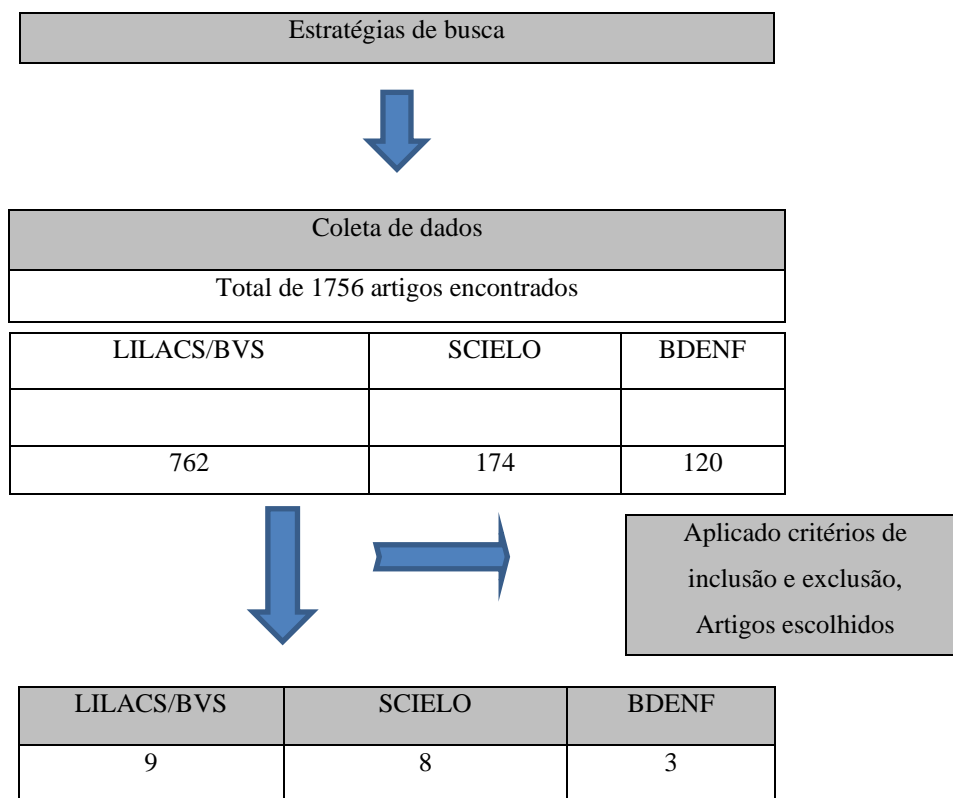 Estratégias de busca
Coleta de dados
Total de 1756 artigos encontrados
LILACS/BVS SCIELO BDENF
762 174 120
Aplicado critérios de
inclusão e exclusão,
Artigos escolhidos
LILACS/BVS SCIELO BDENF
9 8 3